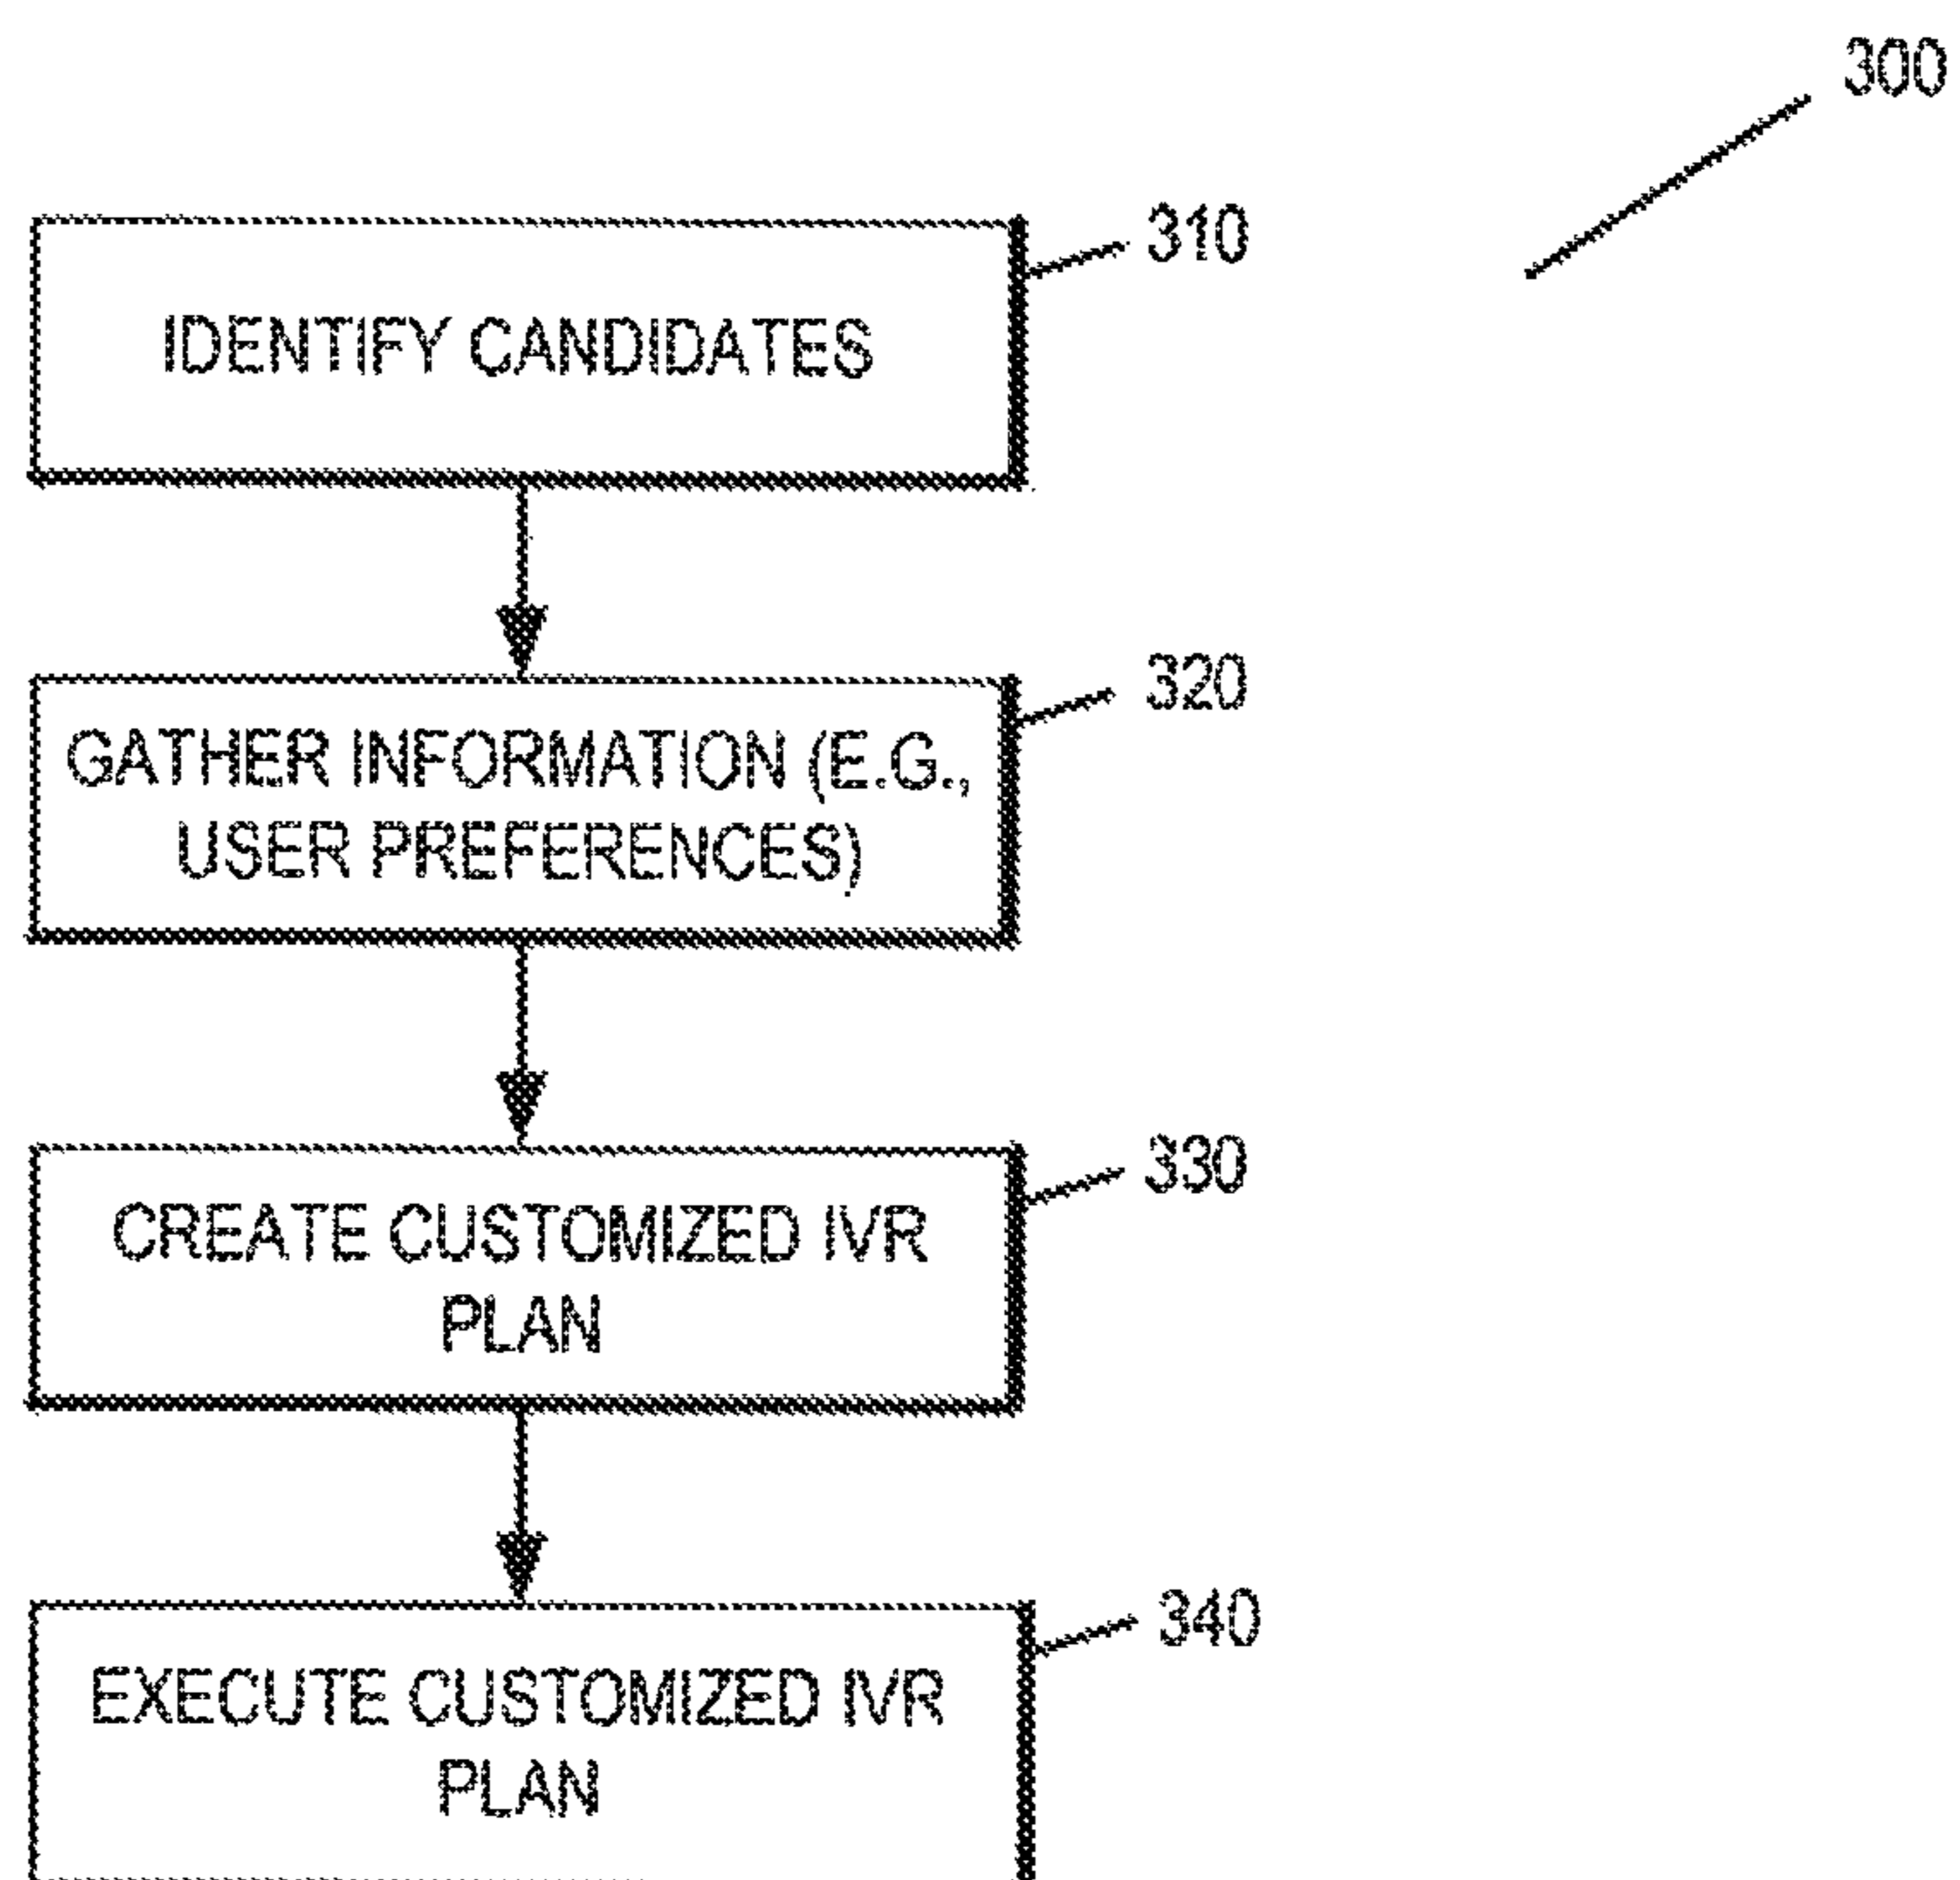 300
310
IDENTIFY CANDIDATES
320
GATHER INFORMATION (E.G.,
USER PREFERENCES)
330
CREATE CUSTOMIZED IVR
PLAN
340
EXECUTE CUSTOMIZED IVR
PLAN